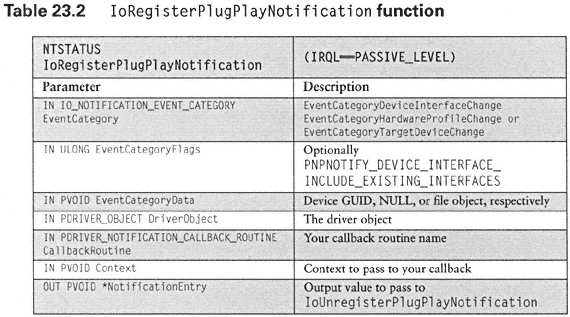 Table 23.2 IoRegisterPlugPlayNotification function
NTSTATUS
IoRegisterPlugPlayNotification
(IRQL—PASSIVE_LEVEL)
Parameter
Description
IN IO_NOTIFICATION_EVENT_CATEGORY
EventCategory
EventCategoryDeviceInterfaceChange
EventCategoryHardwareProfileChange or
EventCategoryTargetDeviceChange
IN ULONG EventCategoryFlags
Optionally
PNPNOTIFY_DEVICE_INTERFACE_
INCLUDE_EXISTING_INTERFACES
IN PVOID EventCategoryData
Device GUID, NULL, or file object, respectively
IN PDRIVER_OBJECT DriverObject
The driver object
IN PDRIVER_NOTIFICATION_CALLBACK_ROUTINE
CallbackRoutine
Your callback routine name
IN PVOID Context
Context to pass to your callback
OUT PVOID *NotificationEntry
Output value to pass to
IoUnregisterPlugPlayNotification